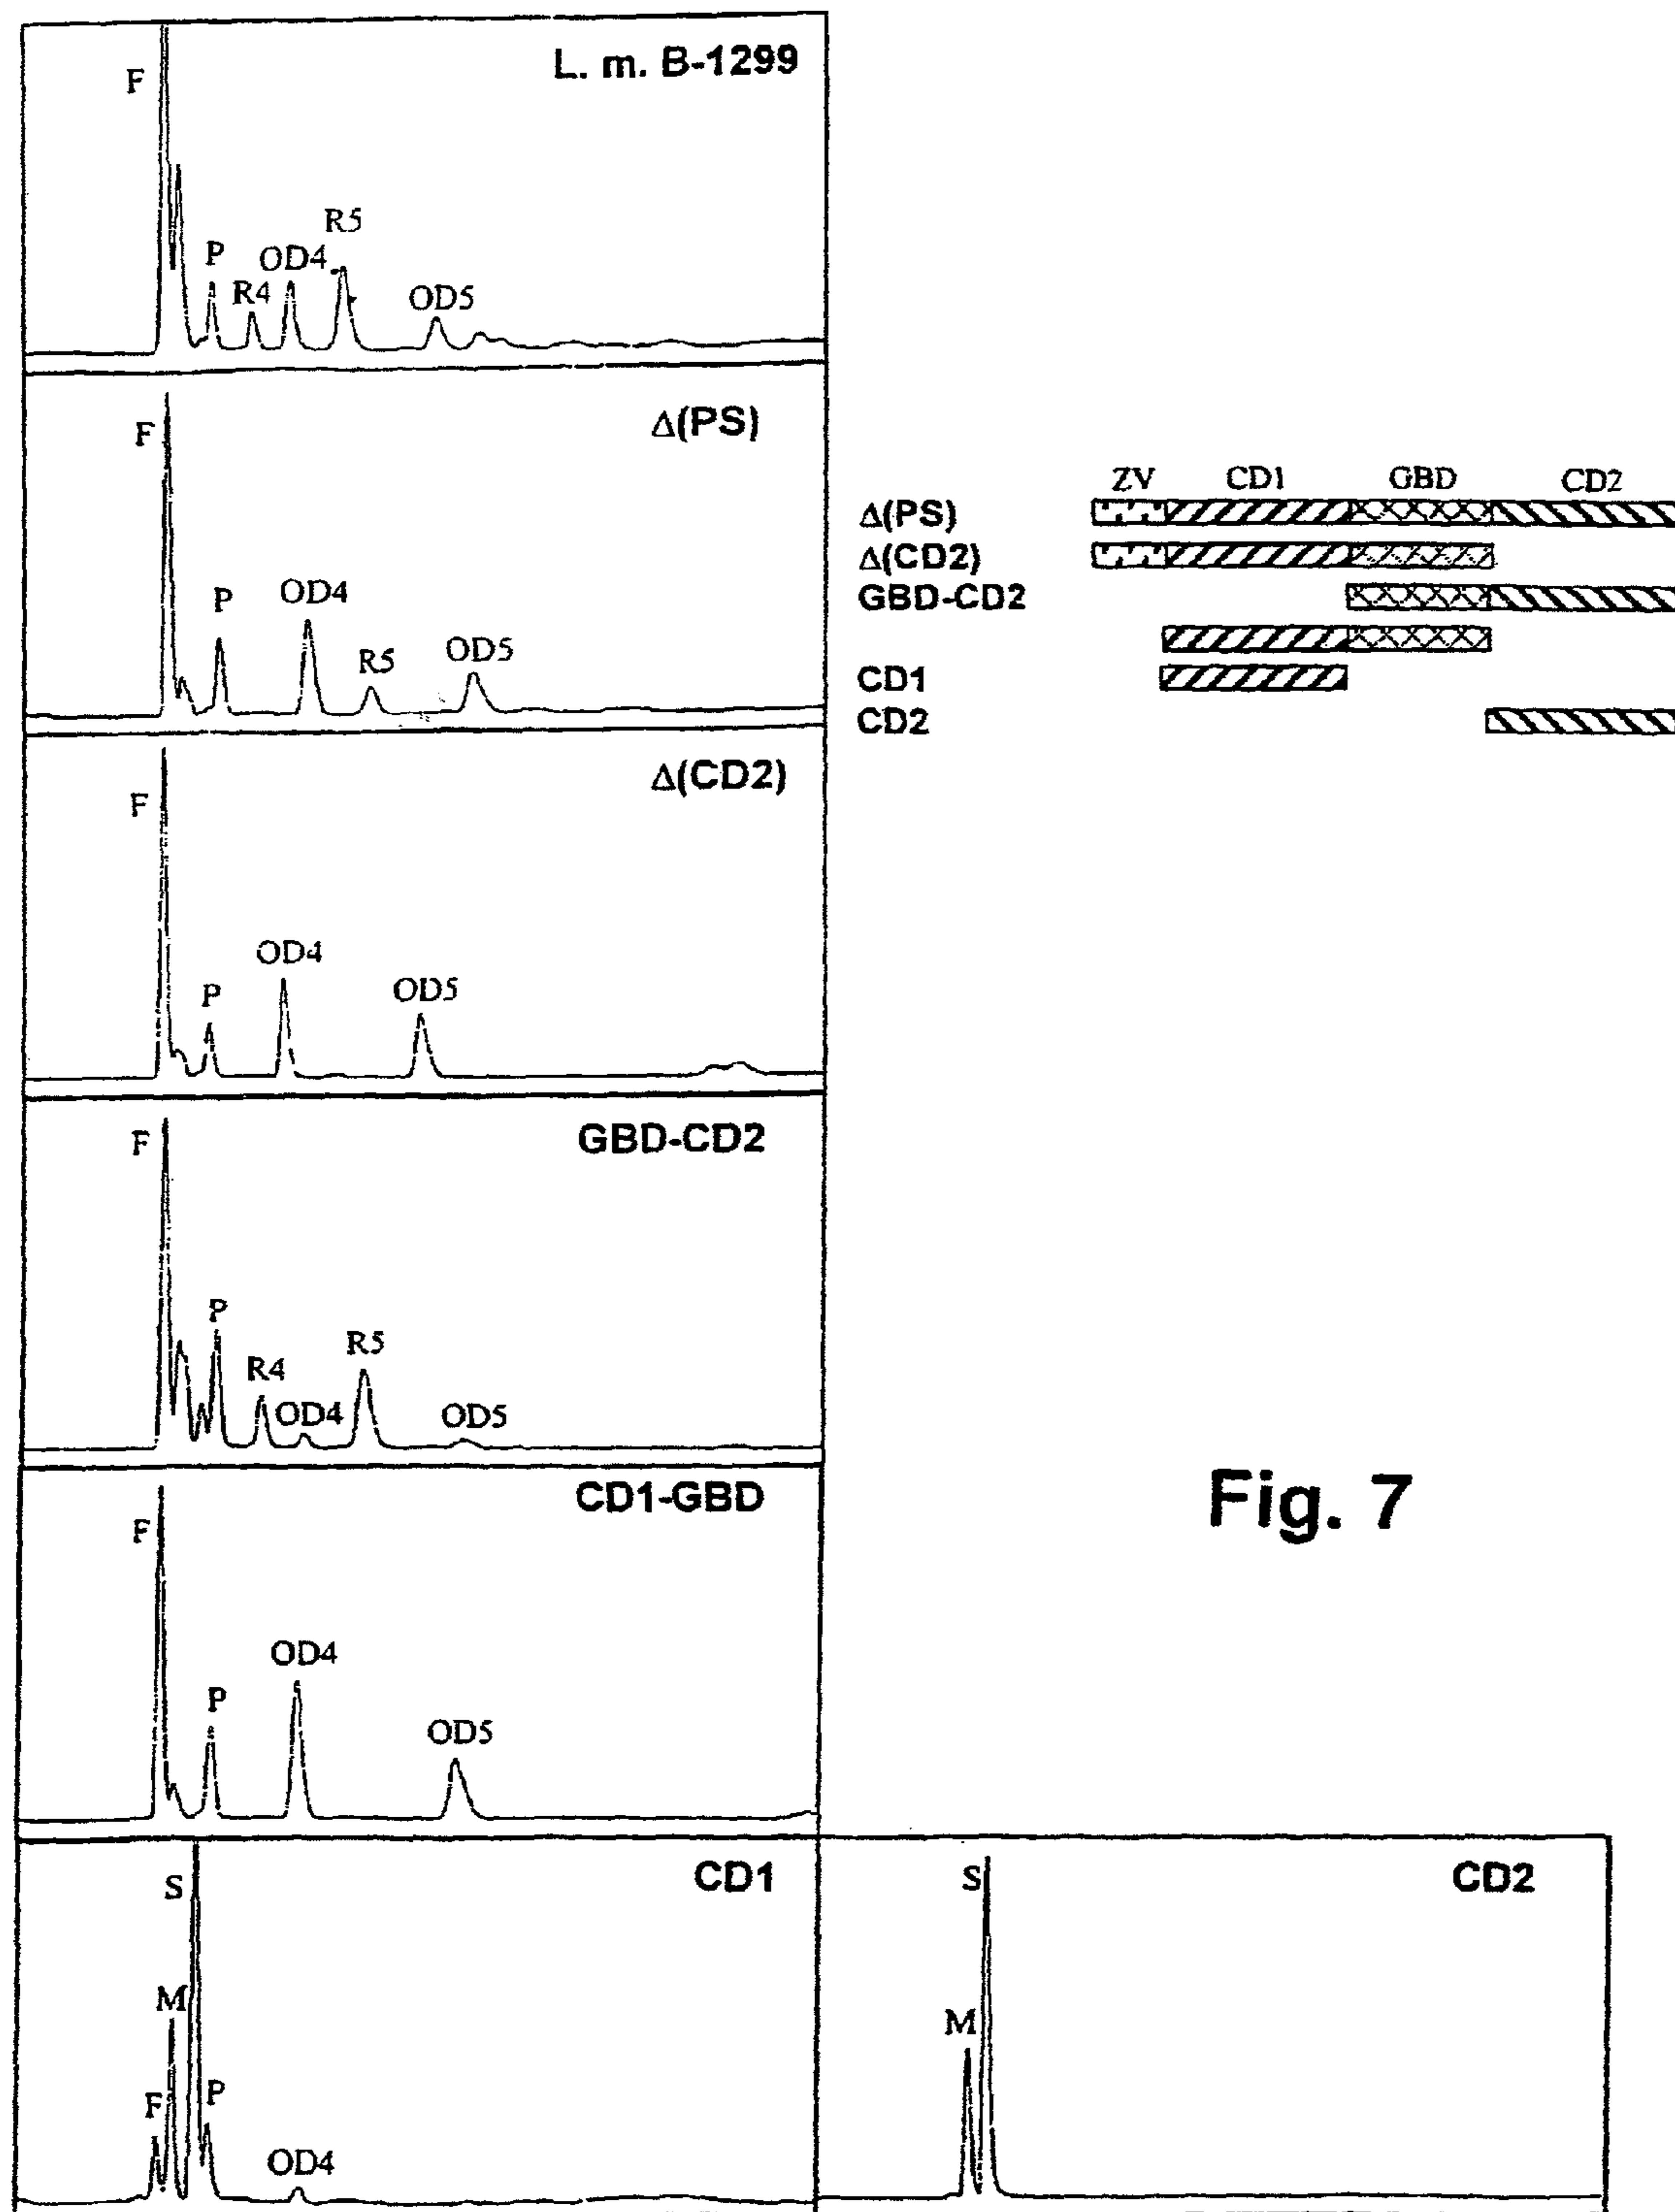 L. m. B-1299
F
R5
P
OD4
R4
OD5
Δ(PS)
F
P
OD4
R5
OD5
ZV CD1 GBD CD2
Δ(PS)
Δ(CD2)
GBD-CD2
CD1
CD2
Δ(CD2)
F
OD4
P
OD5
GBD-CD2
F
P
R5
R4
OD4
OD5
CD1-GBD
F
OD4
P
OD5
CD1
S
M
F
P
OD4
CD2
S
M
Fig. 7